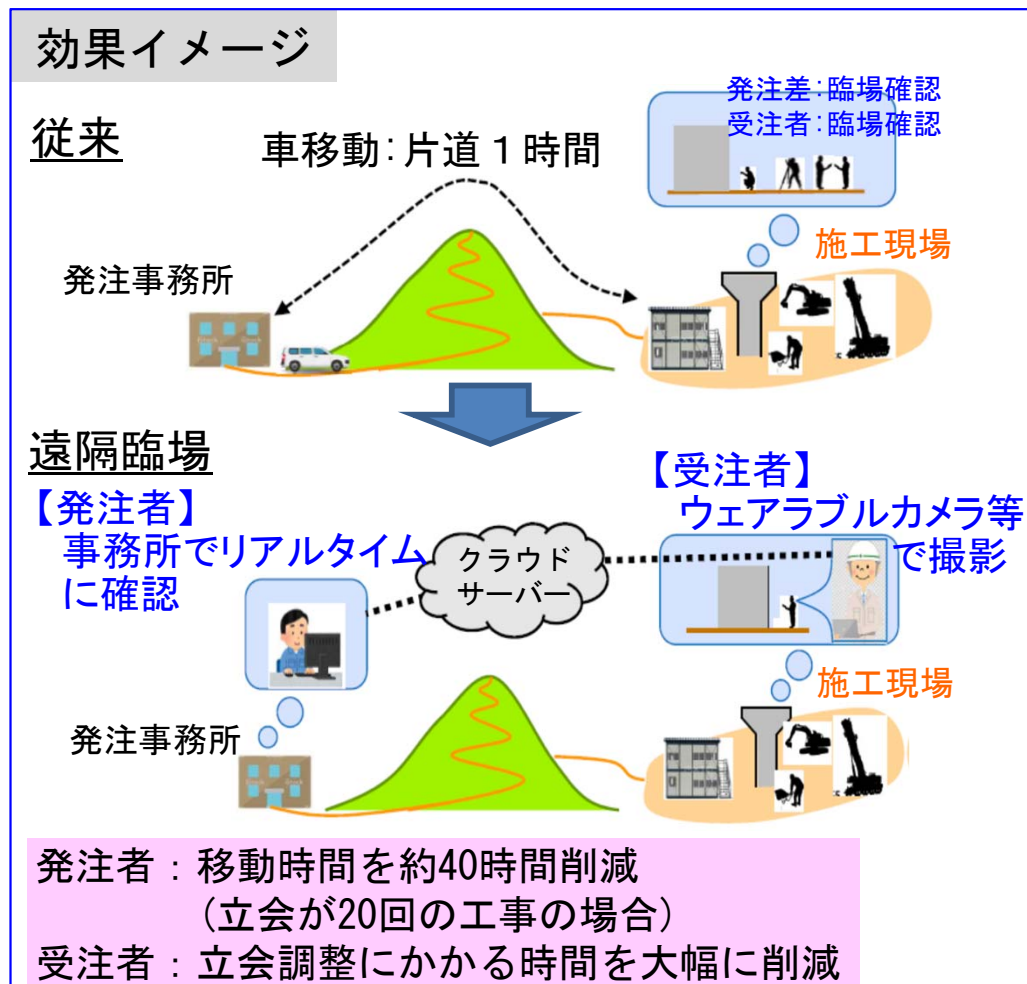 効果イメージ
発注差:臨場確認
受注者:臨場確認
従来
車移動:片道1時間
施工現場
発注事務所
遠隔臨場
【発注者】
事務所でリアルタイム
に確認
【受注者】
ウェアラブルカメラ等
で撮影
クラウド
サーバー
施工現場
発注事務所
発注者:移動時間を約40時間削減
(立会が20回の工事の場合)
受注者:立会調整にかかる時間を大幅に削減